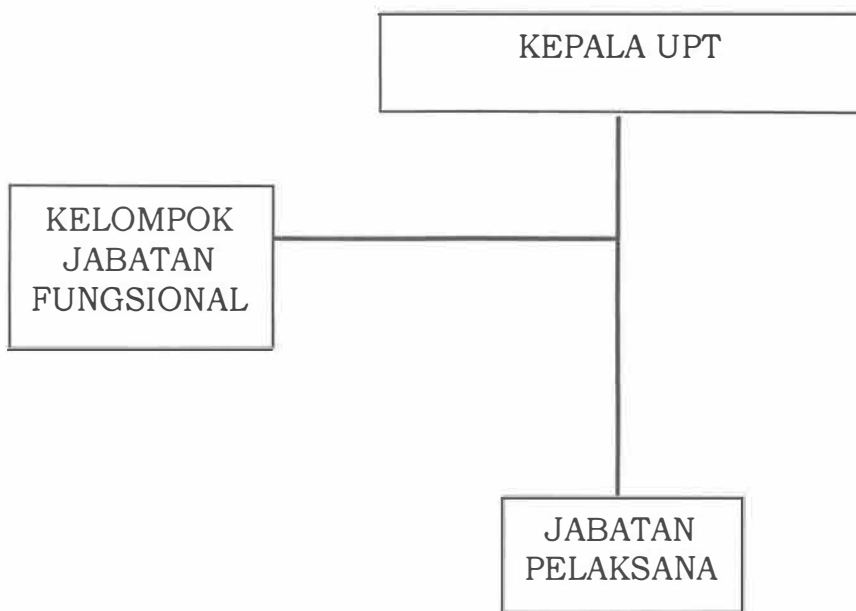 KEPALA UPT
KELOMPOK
JABATAN
FUNGSIONAL
JABATAN
PELAKSANA